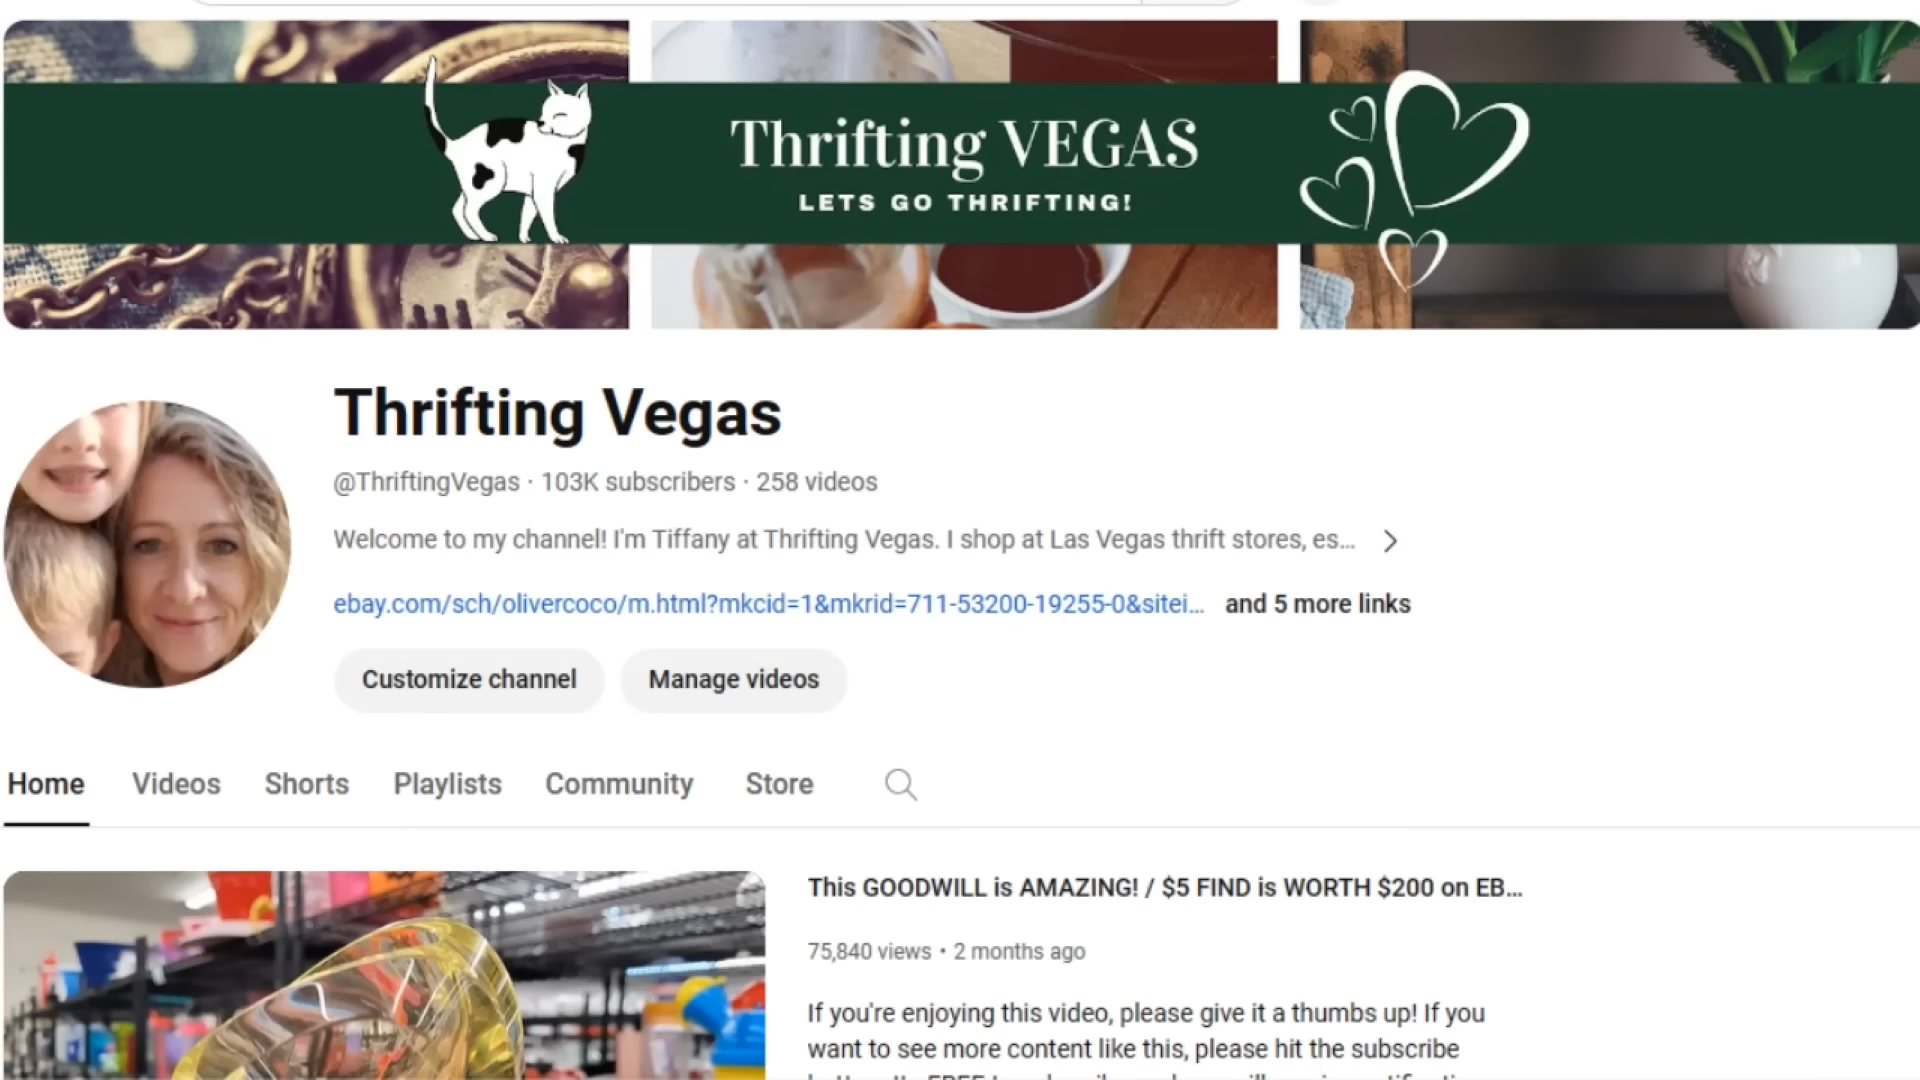 Thrifting VEGAS
LETS GO THRIFTING!
Thrifting Vegas
@ThriftingVegas · 103K subscribers · 258 videos
Welcome to my channel! I'm Tiffany at Thrifting Vegas. I shop at Las Vegas thrift stores, es...
ebay.com/sch/olivercoco/m.html?mkcid=1&mkrid=711-53200-19255-0&sitei... and 5 more links
Customize channel Manage videos
Home Videos Shorts Playlists Community Store
This GOODWILL is AMAZING! / $5 FIND is WORTH $200 on EB...
75,840 views • 2 months ago
If you're enjoying this video, please give it a thumbs up! If you
want to see more content like this, please hit the subscribe